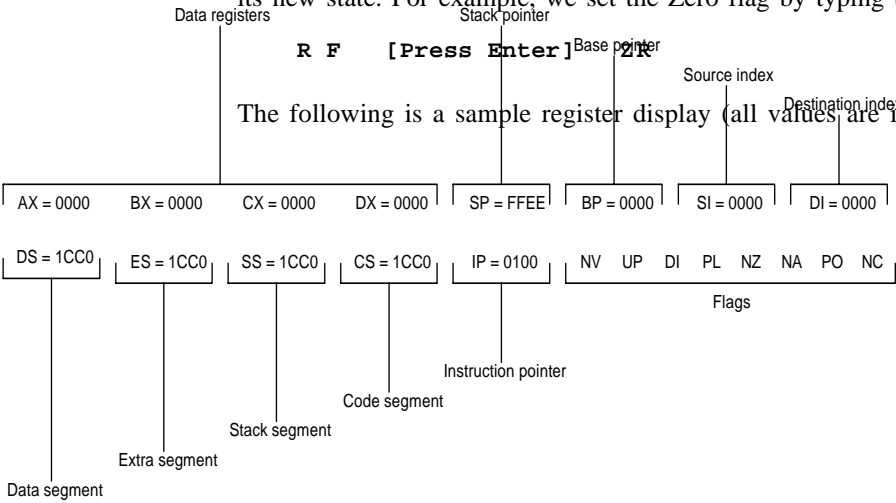 its new state. For example, we set the Zero flag by typing
Data registers
Stack pointer
R F [Press Enter] ZR
Base pointer
Source index
Destination index
The following is a sample register display (all values are
AX = 0000 BX = 0000 CX = 0000 DX = 0000 SP = FFEE BP = 0000 SI = 0000 DI = 0000
DS = 1CC0 ES = 1CC0 SS = 1CC0 CS = 1CC0 IP = 0100 NV UP DI PL NZ NA PO NC
Flags
Instruction pointer
Code segment
Stack segment
Extra segment
Data segment